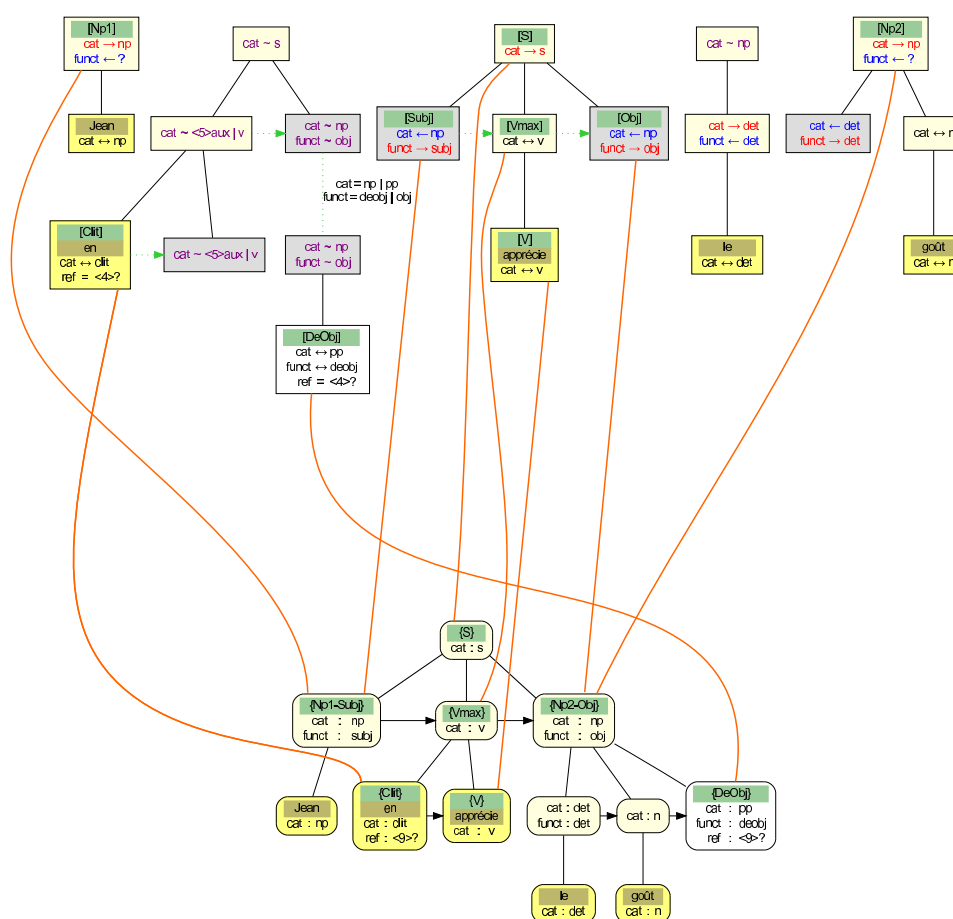 [Np1]
cat → np
funct ← ?
Jean
cat ↔ np
cat ~ s
cat ~ <5>aux | v
cat ~ np
funct ~ obj
cat = np | pp
funct = deobj | obj
[Clit]
en
cat ↔ clit
ref = <4>?
cat ~ <5>aux | v
cat ~ np
funct ~ obj
[DeObj]
cat ↔ pp
funct ↔ deobj
ref = <4>?
[S]
cat → s
[Subj]
cat ← np
funct → subj
[Vmax]
cat ↔ v
[Obj]
cat ← np
funct → obj
[V]
apprécie
cat ↔ v
cat ~ np
cat → det
funct ← det
le
cat ↔ det
[Np2]
cat → np
funct ← ?
cat ← det
funct → det
cat ↔ n
goût
cat ↔ n
{S}
cat : s
{Np1-Subj}
cat : np
funct : subj
{Vmax}
cat : v
{Np2-Obj}
cat : np
funct : obj
Jean
cat : np
{Clit}
en
cat : clit
ref : <9>?
{V}
apprécie
cat : v
cat : det
funct : det
cat : n
{DeObj}
cat : pp
funct : deobj
ref : <9>?
le
cat : det
goût
cat : n